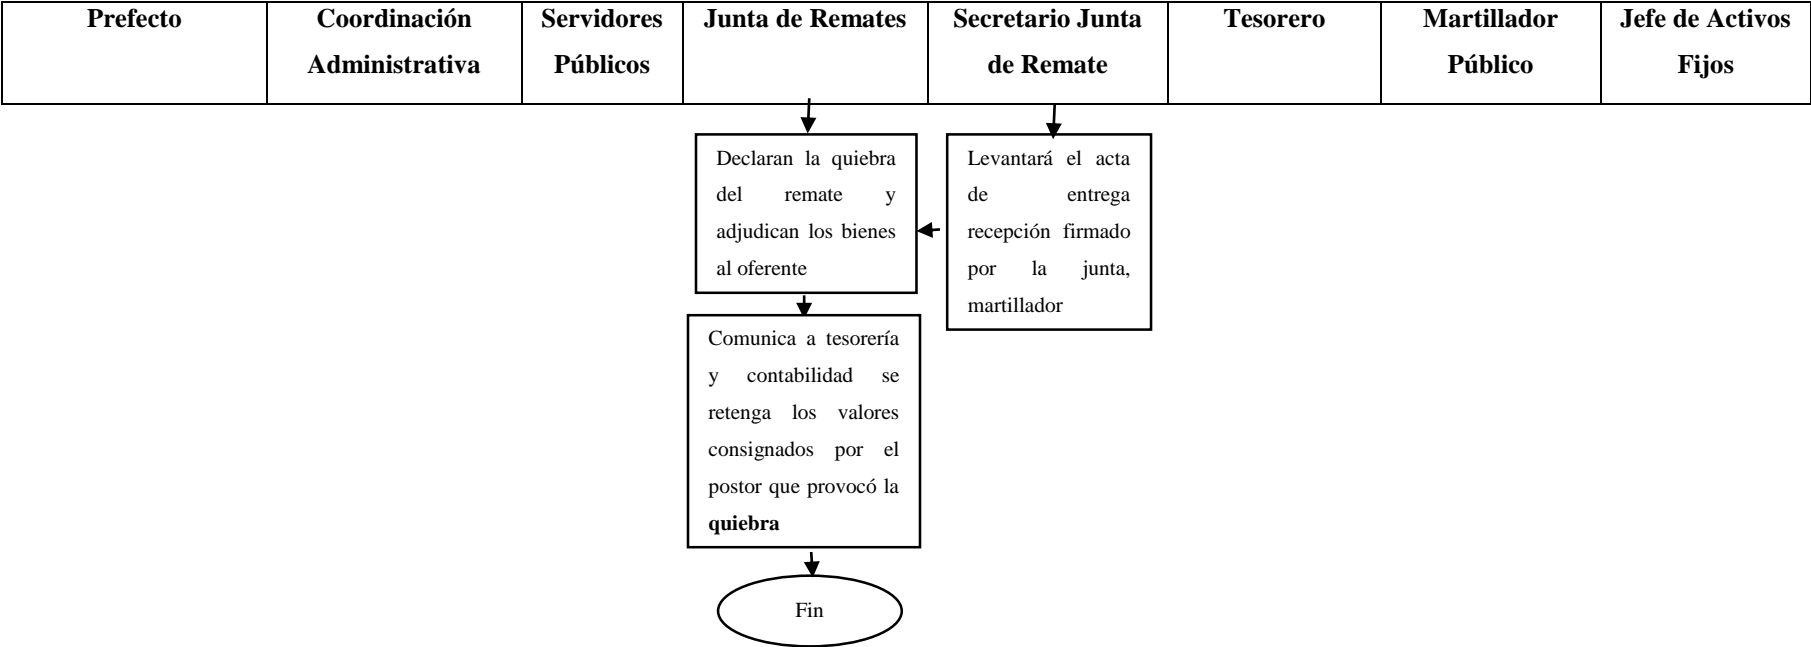 Prefecto
Coordinación
Administrativa
Servidores
Públicos
Junta de Remates
Secretario Junta
de Remate
Tesorero
Martillador
Público
Jefe de Activos
Fijos
Declaran la quiebra
del remate y
adjudican los bienes
al oferente
Levantará el acta
de entrega
recepción firmado
por la junta,
martillador
Comunica a tesorería
y contabilidad se
retenga los valores
consignados por el
postor que provocó la
quiebra
Fin